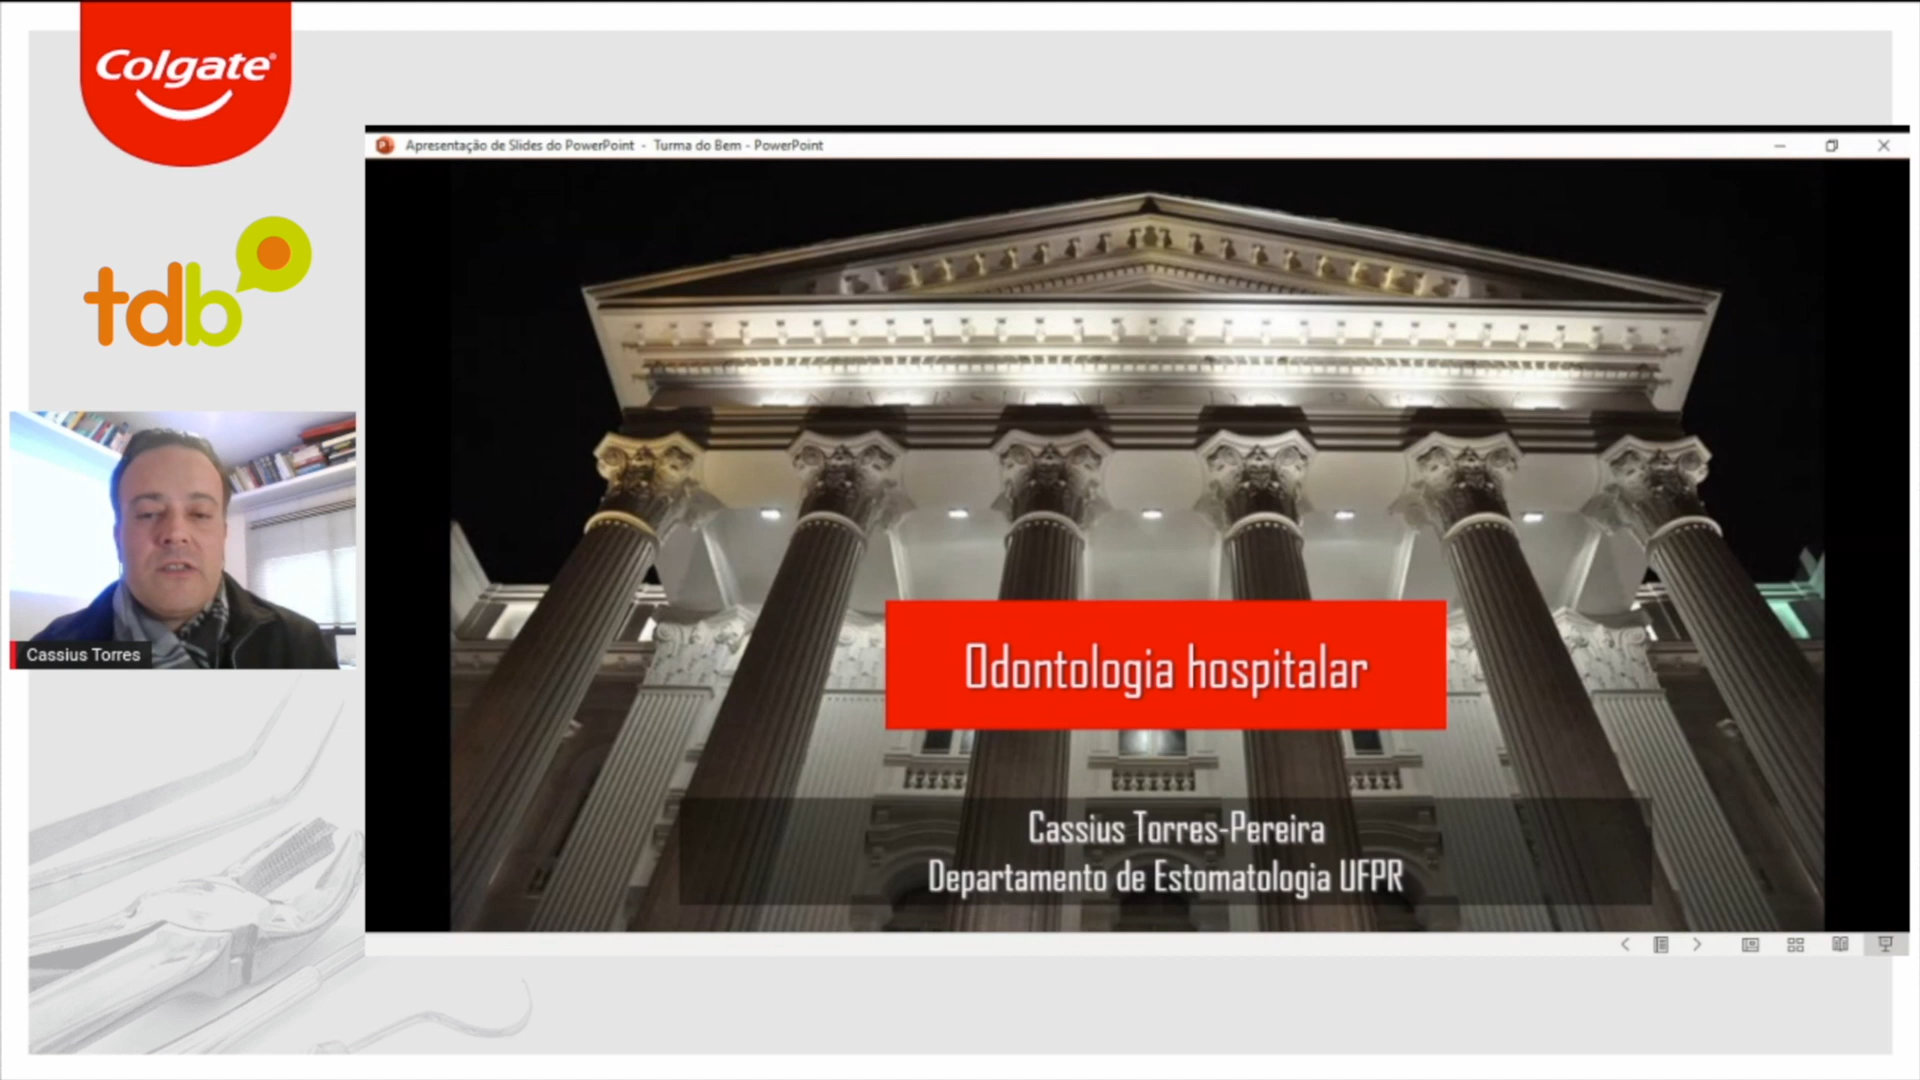 Colgate®
Apresentação de Slides do PowerPoint - Turma do Bem - PowerPoint
tdb
Cassius Torres
Odontologia hospitalar
Cassius Torres-Pereira
Departamento de Estomatologia UFPR